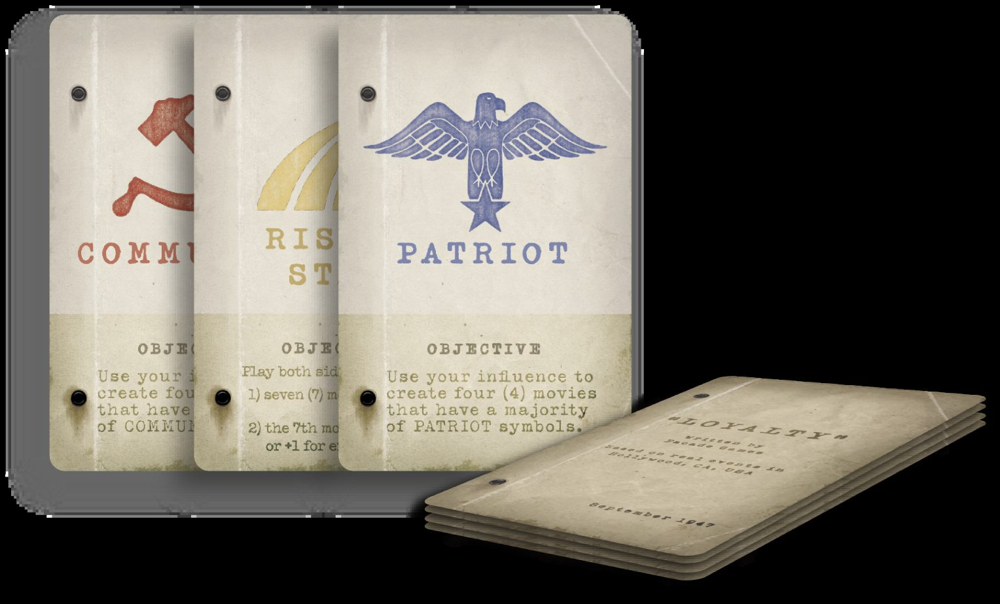 COMMU
OBJEC
Use your i
create fou
that have
of COMMUN
RIS
ST
OBJEC
Play both sid
1) seven (7) m
2) the 7th mo
or +1 for e
PATRIOT
OBJECTIVE
Use your influence to
create four (4) movies
that have a majority
of PATRIOT symbols.
"LOYALTY"
written by
Facade Games
Based on real events in
Hollywood, CA, USA
September 1947